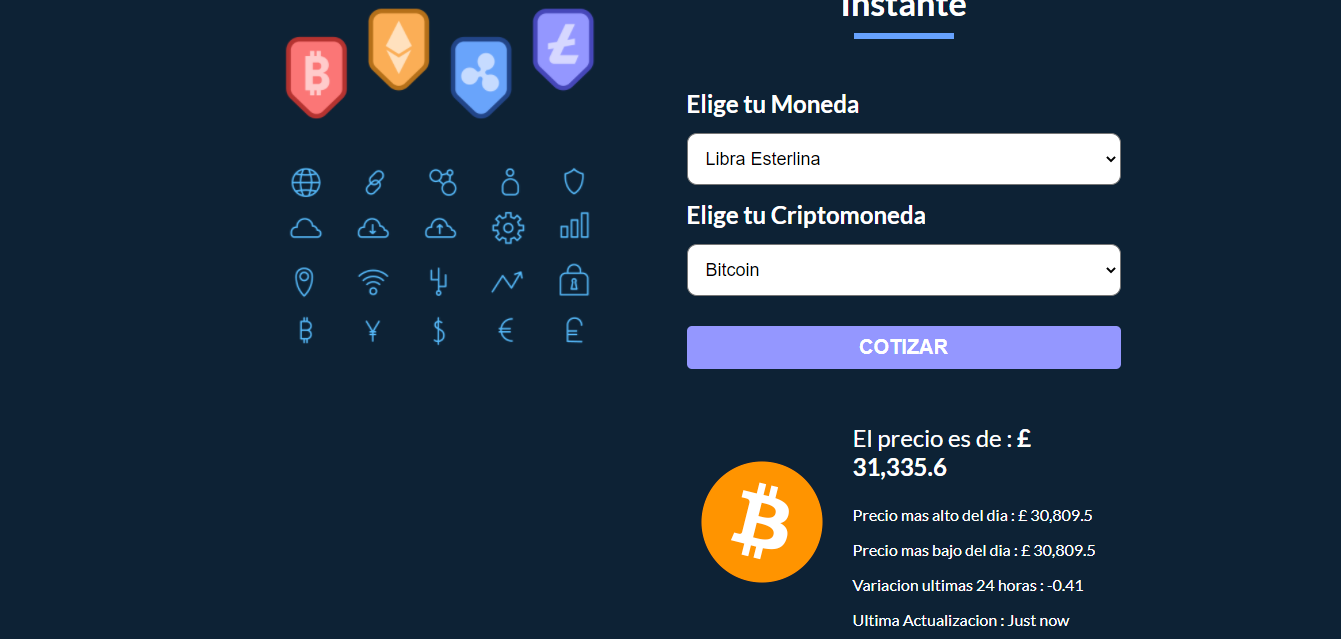 Instante
Elige tu Moneda
Libra Esterlina
Elige tu Criptomoneda
Bitcoin
COTIZAR
El precio es de : £
31,335.6
Precio mas alto del dia : £ 30,809.5
Precio mas bajo del dia : £ 30,809.5
Variacion ultimas 24 horas : -0.41
Ultima Actualizacion : Just now